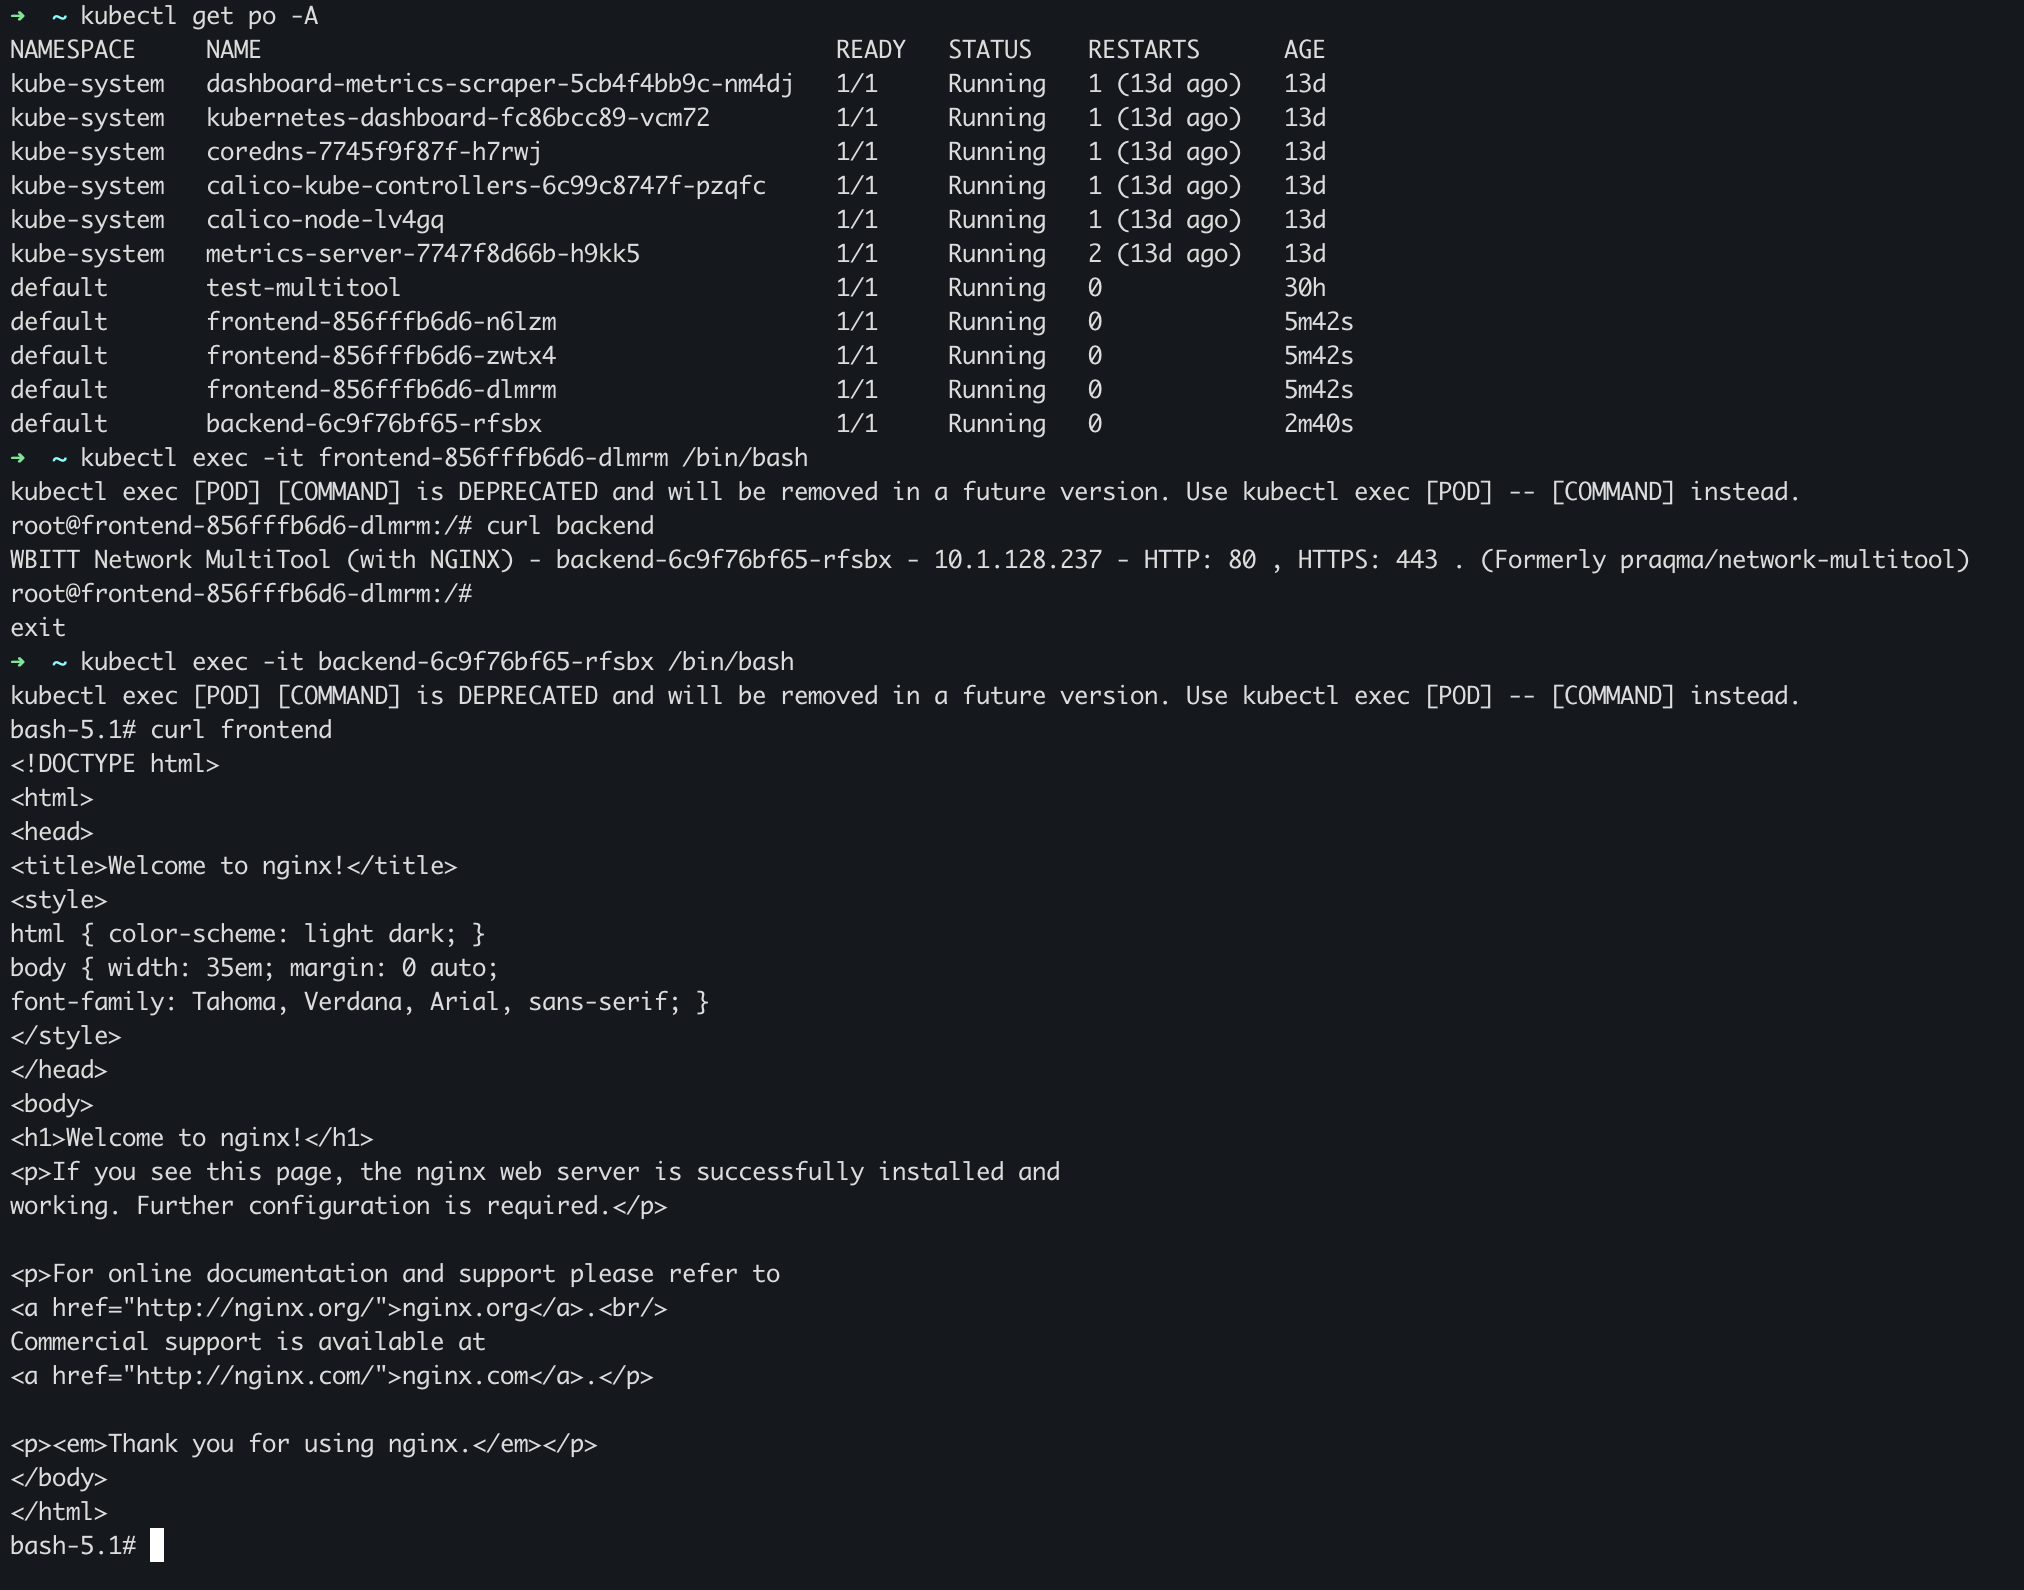 ➜  ~ kubectl get po -A
NAMESPACE     NAME                                         READY   STATUS    RESTARTS      AGE
kube-system   dashboard-metrics-scraper-5cb4f4bb9c-nm4dj   1/1     Running   1 (13d ago)   13d
kube-system   kubernetes-dashboard-fc86bcc89-vcm72         1/1     Running   1 (13d ago)   13d
kube-system   coredns-7745f9f87f-h7rwj                     1/1     Running   1 (13d ago)   13d
kube-system   calico-kube-controllers-6c99c8747f-pzqfc     1/1     Running   1 (13d ago)   13d
kube-system   calico-node-lv4gq                            1/1     Running   1 (13d ago)   13d
kube-system   metrics-server-7747f8d66b-h9kk5              1/1     Running   2 (13d ago)   13d
default       test-multitool                               1/1     Running   0             30h
default       frontend-856fffb6d6-n6lzm                    1/1     Running   0             5m42s
default       frontend-856fffb6d6-zwtx4                    1/1     Running   0             5m42s
default       frontend-856fffb6d6-dlmrm                    1/1     Running   0             5m42s
default       backend-6c9f76bf65-rfsbx                     1/1     Running   0             2m40s
➜  ~ kubectl exec -it frontend-856fffb6d6-dlmrm /bin/bash
kubectl exec [POD] [COMMAND] is DEPRECATED and will be removed in a future version. Use kubectl exec [POD] -- [COMMAND] instead.
root@frontend-856fffb6d6-dlmrm:/# curl backend
WBITT Network MultiTool (with NGINX) - backend-6c9f76bf65-rfsbx - 10.1.128.237 - HTTP: 80 , HTTPS: 443 . (Formerly praqma/network-multitool)
root@frontend-856fffb6d6-dlmrm:/#
exit
➜  ~ kubectl exec -it backend-6c9f76bf65-rfsbx /bin/bash
kubectl exec [POD] [COMMAND] is DEPRECATED and will be removed in a future version. Use kubectl exec [POD] -- [COMMAND] instead.
bash-5.1# curl frontend
<!DOCTYPE html>
<html>
<head>
<title>Welcome to nginx!</title>
<style>
html { color-scheme: light dark; }
body { width: 35em; margin: 0 auto;
font-family: Tahoma, Verdana, Arial, sans-serif; }
</style>
</head>
<body>
<h1>Welcome to nginx!</h1>
<p>If you see this page, the nginx web server is successfully installed and
working. Further configuration is required.</p>

<p>For online documentation and support please refer to
<a href="http://nginx.org/">nginx.org</a>.<br/>
Commercial support is available at
<a href="http://nginx.com/">nginx.com</a>.</p>

<p><em>Thank you for using nginx.</em></p>
</body>
</html>
bash-5.1#